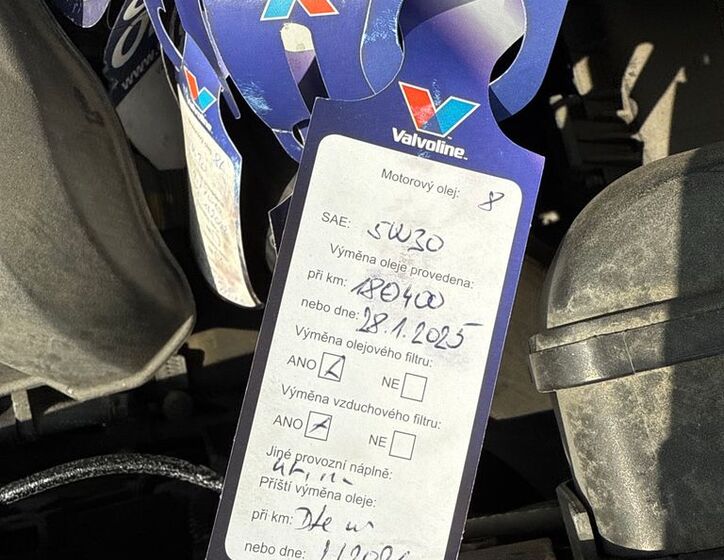 Valvoline
Motorový olej: 8
SAE: 5W30
Výměna oleje provedena:
při km: 180400
nebo dne: 28.1.2025
Výměna olejového filtru:
ANO NE
Výměna vzduchového filtru:
ANO NE
Jiné provozní náplně:
Příští výměna oleje:
při km:
nebo dne: